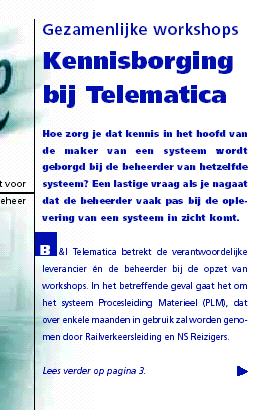 Gezamenlijke workshops
Kennisborging
bij Telematica
Hoe zorg je dat kennis in het hoofd van
de maker van een systeem wordt
geborgd bij de beheerder van hetzelfde
systeem? Een lastige vraag als je nagaat
dat de beheerder vaak pas bij de ople-
vering van een systeem in zicht komt.
B&I Telematica betrekt de verantwoordelijke
leverancier én de beheerder bij de opzet van
workshops. In het betreffende geval gaat het om
het systeem Procesleiding Materieel (PLM), dat
over enkele maanden in gebruik zal worden geno-
men door Railverkeersleiding en NS Reizigers.
Lees verder op pagina 3.
t voor
eheer